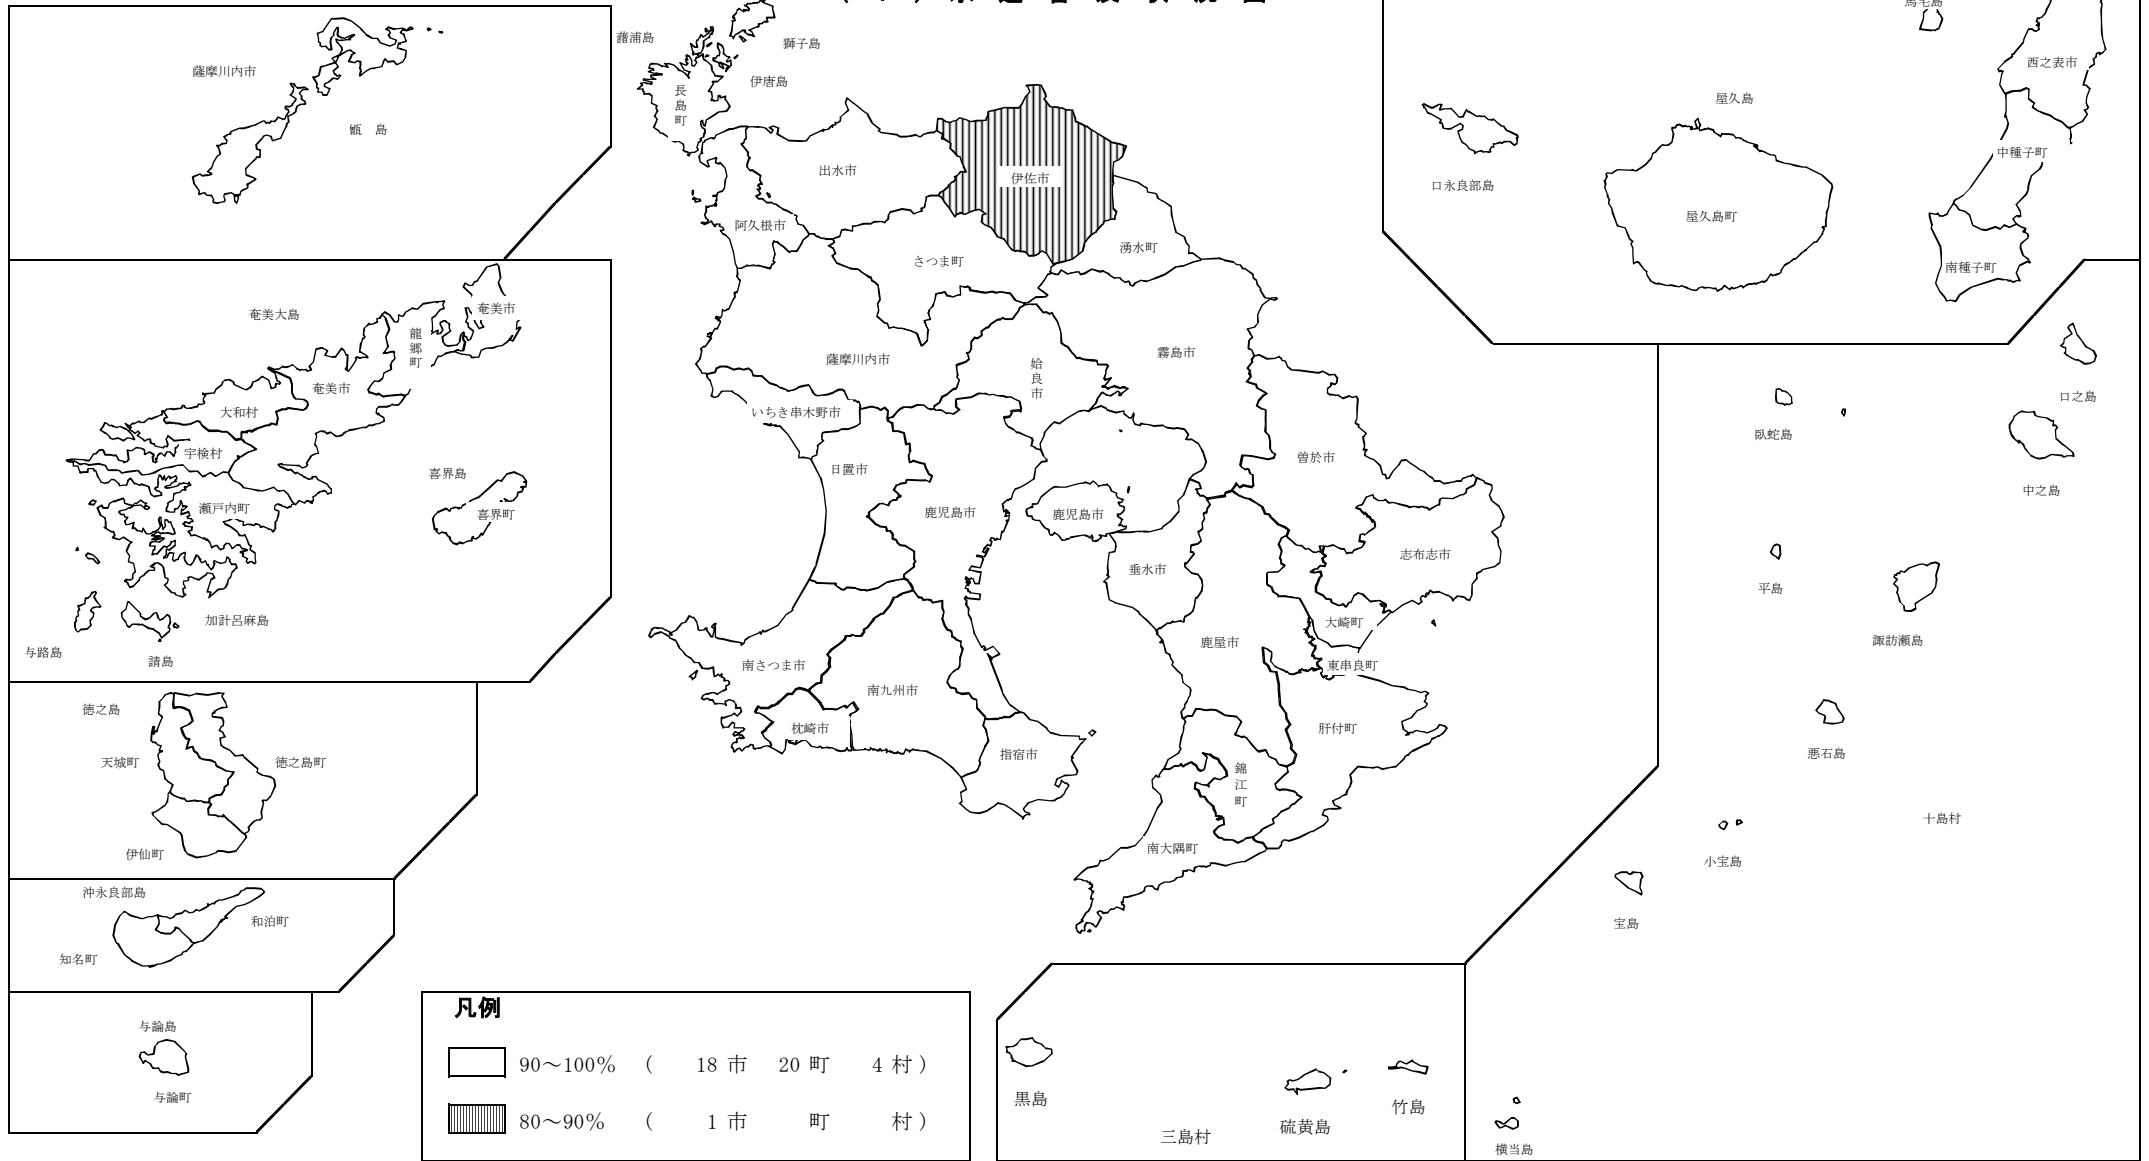 薩摩川内市
甑 島
奄美大島
奄美市
龍郷町
奄美市
大和村
宇検村
瀬戸内町
喜界島
喜界町
加計呂麻島
与路島
請島
徳之島
天城町
徳之島町
伊仙町
沖永良部島
和泊町
知名町
与論島
与論町
獅子島
伊唐島
長島町
出水市
伊佐市
阿久根市
さつま町
湧水町
薩摩川内市
姶良市
霧島市
いちき串木野市
日置市
鹿児島市
鹿児島市
曽於市
志布志市
垂水市
大崎町
鹿屋市
東串良町
南さつま市
南九州市
枕崎市
指宿市
肝付町
錦江町
南大隅町
馬毛島
西之表市
屋久島
中種子町
口永良部島
屋久島町
南種子町
口之島
臥蛇島
中之島
平島
諏訪瀬島
悪石島
十島村
小宝島
宝島
横当島
黒島
硫黄島
竹島
三島村
凡例
90～100% ( 18 市 20 町 4 村 )
80～90% ( 1 市 町 村 )